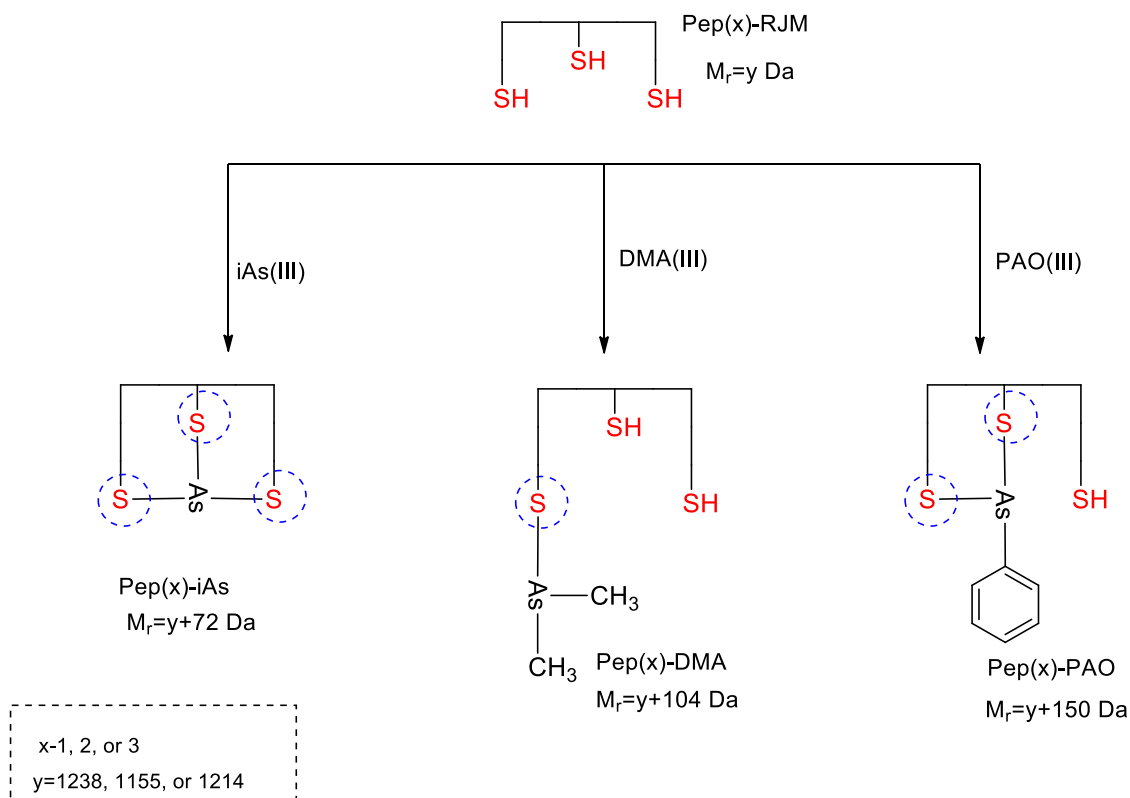 Pep(x)-RJM
SH
Mᵣ=y Da
SH
SH
iAs(III)
DMA(III)
PAO(III)
S
S
S
As
SH
S
SH
As
CH₃
CH₃
S
S
SH
As
Pep(x)-iAs
Mᵣ=y+72 Da
Pep(x)-DMA
Mᵣ=y+104 Da
Pep(x)-PAO
Mᵣ=y+150 Da
x-1, 2, or 3
y=1238, 1155, or 1214